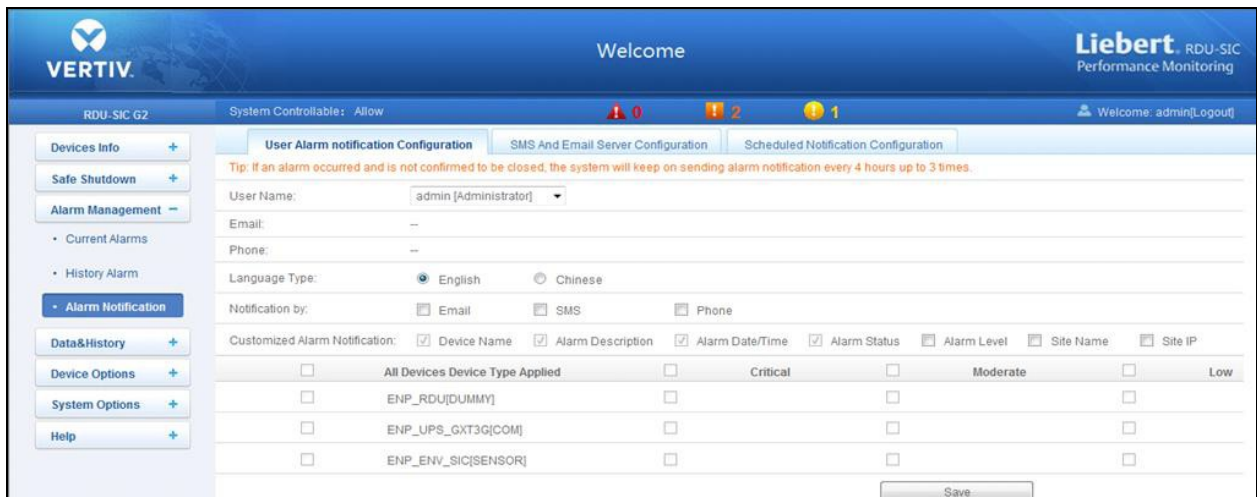 VERTIV.
Welcome
Liebert. RDU-SIC
Performance Monitoring
RDU-SIC G2
System Controllable: Allow
0
2
1
Welcome: admin[Logout]
Devices Info +
Safe Shutdown +
Alarm Management −
• Current Alarms
• History Alarm
• Alarm Notification
Data&History +
Device Options +
System Options +
Help +
User Alarm notification Configuration
SMS And Email Server Configuration
Scheduled Notification Configuration
Tip: If an alarm occurred and is not confirmed to be closed, the system will keep on sending alarm notification every 4 hours up to 3 times.
User Name: admin [Administrator]
Email: --
Phone: --
Language Type: English Chinese
Notification by: Email SMS Phone
Customized Alarm Notification: Device Name Alarm Description Alarm Date/Time Alarm Status Alarm Level Site Name Site IP
All Devices Device Type Applied Critical Moderate Low
ENP_RDU[DUMMY]
ENP_UPS_GXT3G[COM]
ENP_ENV_SIC[SENSOR]
Save